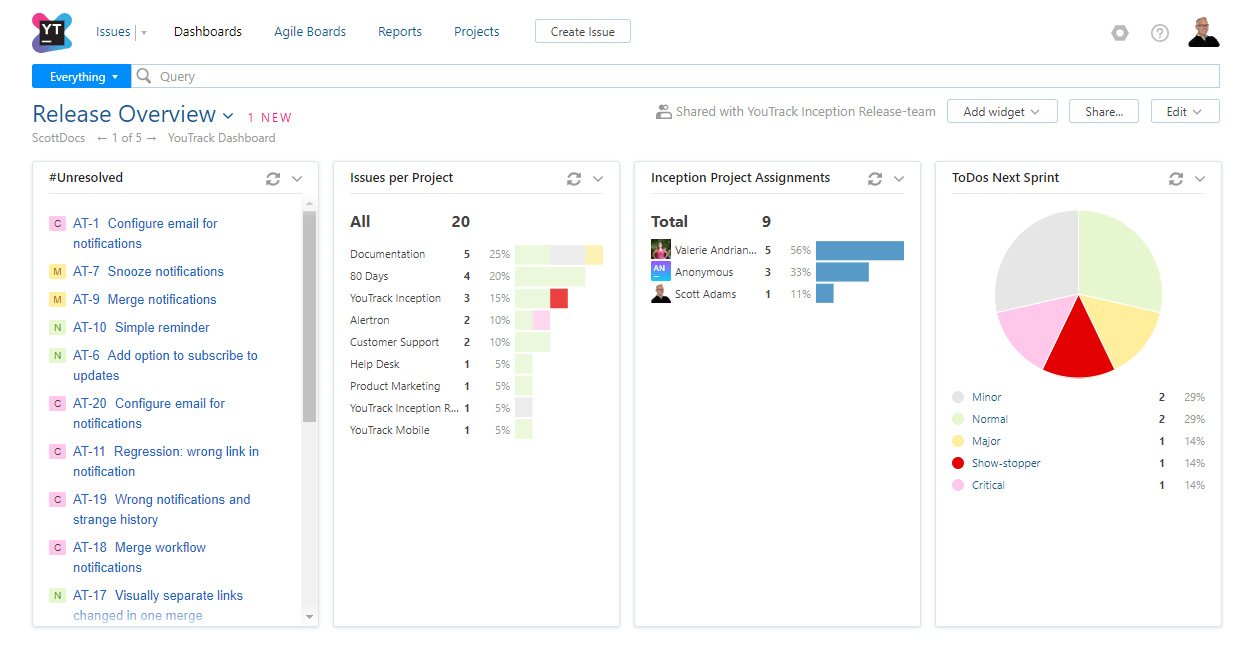 YT
Issues
Dashboards
Agile Boards
Reports
Projects
Create Issue
?
Everything
Query
Release Overview
1 NEW
Shared with YouTrack Inception Release-team
Add widget
Share...
Edit
ScottDocs ← 1 of 5 → YouTrack Dashboard
#Unresolved
C AT-1 Configure email for
notifications
M AT-7 Snooze notifications
M AT-9 Merge notifications
N AT-10 Simple reminder
N AT-6 Add option to subscribe to
updates
C AT-20 Configure email for
notifications
C AT-11 Regression: wrong link in
notification
C AT-19 Wrong notifications and
strange history
C AT-18 Merge workflow
notifications
N AT-17 Visually separate links
changed in one merge
Issues per Project
All 20
Documentation 5 25%
80 Days 4 20%
YouTrack Inception 3 15%
Alertron 2 10%
Customer Support 2 10%
Help Desk 1 5%
Product Marketing 1 5%
YouTrack Inception R... 1 5%
YouTrack Mobile 1 5%
Inception Project Assignments
Total 9
Valerie Andrian... 5 56%
AN Anonymous 3 33%
Scott Adams 1 11%
ToDos Next Sprint
Minor 2 29%
Normal 2 29%
Major 1 14%
Show-stopper 1 14%
Critical 1 14%